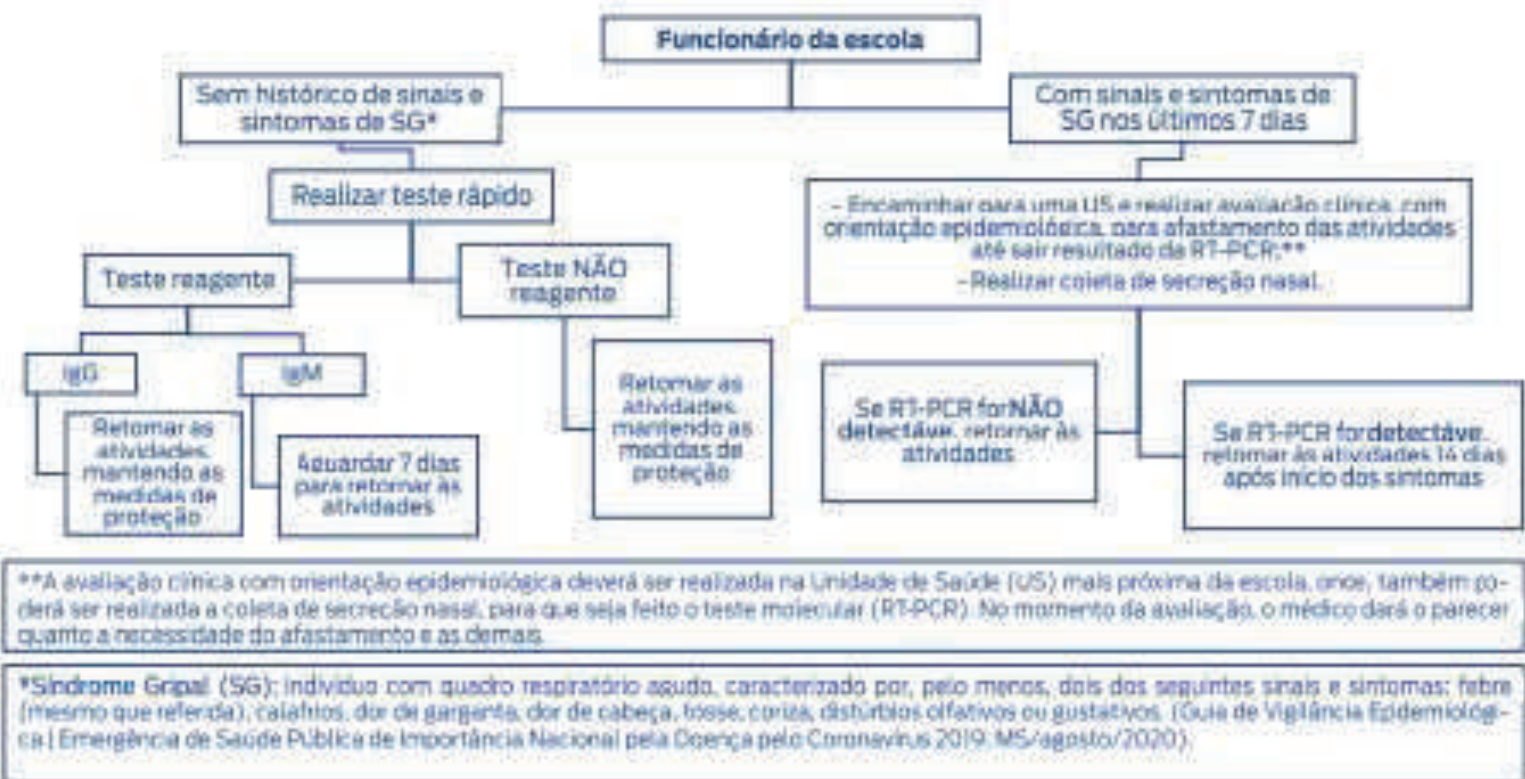 Funcionário da escola
Sem histórico de sinais e
sintomas de SG*
Com sinais e sintomas de
SG nos últimos 7 dias
Realizar teste rápido
- Encaminhar para uma US e realizar avaliação clínica, com
orientação epidemiológica, para afastamento das atividades
até sair resultado da RT-PCR;**
- Realizar coleta de secreção nasal.
Teste reagente
Teste NÃO
reagente
IgG
IgM
Retornar às
atividades,
mantendo as
medidas de
proteção
Aguardar 7 dias
para retornar às
atividades
Retornar às
atividades,
mantendo as
medidas de
proteção
Se RT-PCR for NÃO
detectáve, retornar às
atividades
Se RT-PCR for detectáve,
retornar às atividades 14 dias
após início dos sintomas
**A avaliação clínica com orientação epidemiológica deverá ser realizada na Unidade de Saúde (US) mais próxima da escola, onde, também po-
derá ser realizada a coleta de secreção nasal, para que seja feito o teste molecular (RT-PCR). No momento da avaliação, o médico dará o parecer
quanto a necessidade do afastamento e as demais.
*Síndrome Gripal (SG): indivíduo com quadro respiratório agudo, caracterizado por, pelo menos, dois dos seguintes sinais e sintomas: febre
(mesmo que referida), calafrios, dor de garganta, dor de cabeça, tosse, coriza, distúrbios olfativos ou gustativos. (Guia de Vigilância Epidemiológi-
ca | Emergência de Saúde Pública de Importância Nacional pela Doença pelo Coronavírus 2019. MS/agosto/2020).